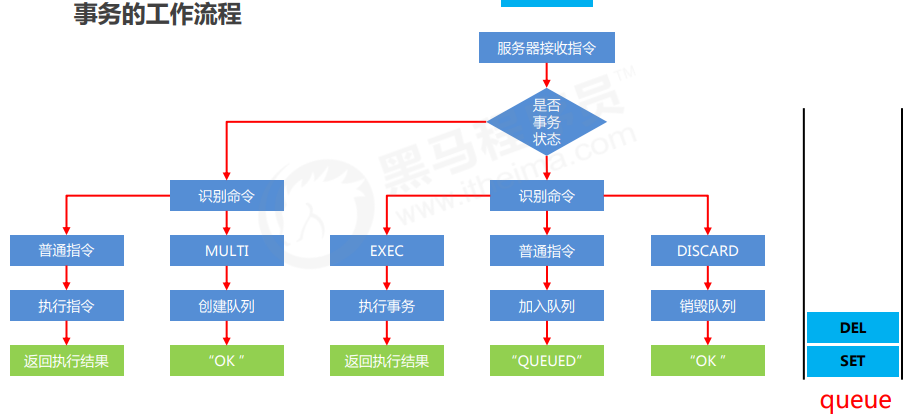 事务的工作流程
服务器接收指令
是否
事务
状态
识别命令
识别命令
普通指令
MULTI
EXEC
普通指令
DISCARD
执行指令
创建队列
执行事务
加入队列
销毁队列
返回执行结果
“OK ”
返回执行结果
“QUEUED”
“OK ”
DEL
SET
queue
黑马程序员™
www.itheima.com